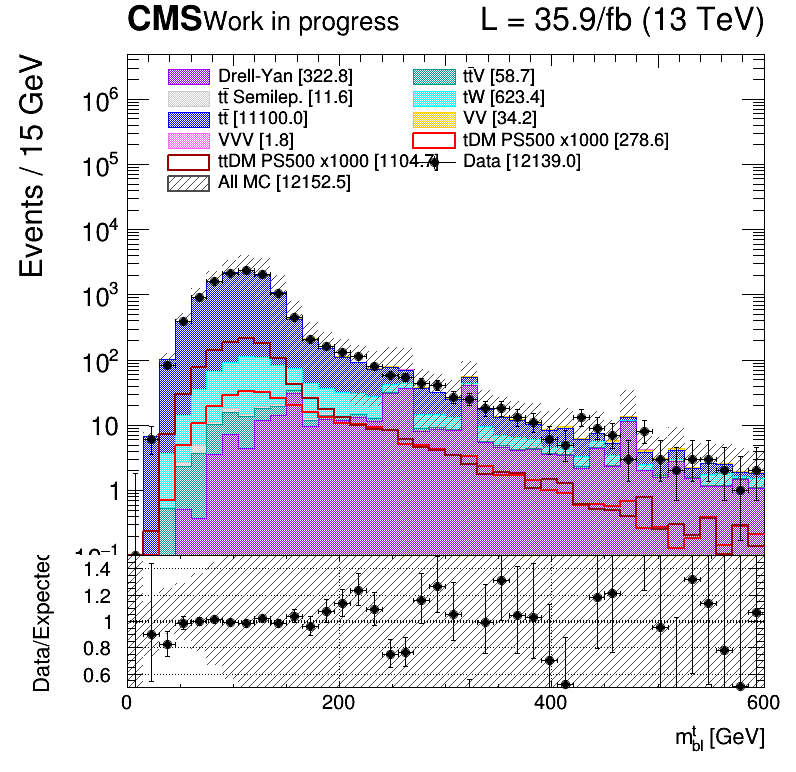 CMS Work in progress L = 35.9/fb (13 TeV)
Events / 15 GeV
Drell-Yan [322.8] tt̄V [58.7]
tt̄ Semilep. [11.6] tW [623.4]
tt̄ [11100.0] VV [34.2]
VVV [1.8] tDM PS500 x1000 [278.6]
ttDM PS500 x1000 [1104.7] Data [12139.0]
All MC [12152.5]
10⁶
10⁵
10⁴
10³
10²
10
1
10⁻¹
Data/Expected
1.4
1.2
1
0.8
0.6
0 200 400 600
m^t_bl [GeV]